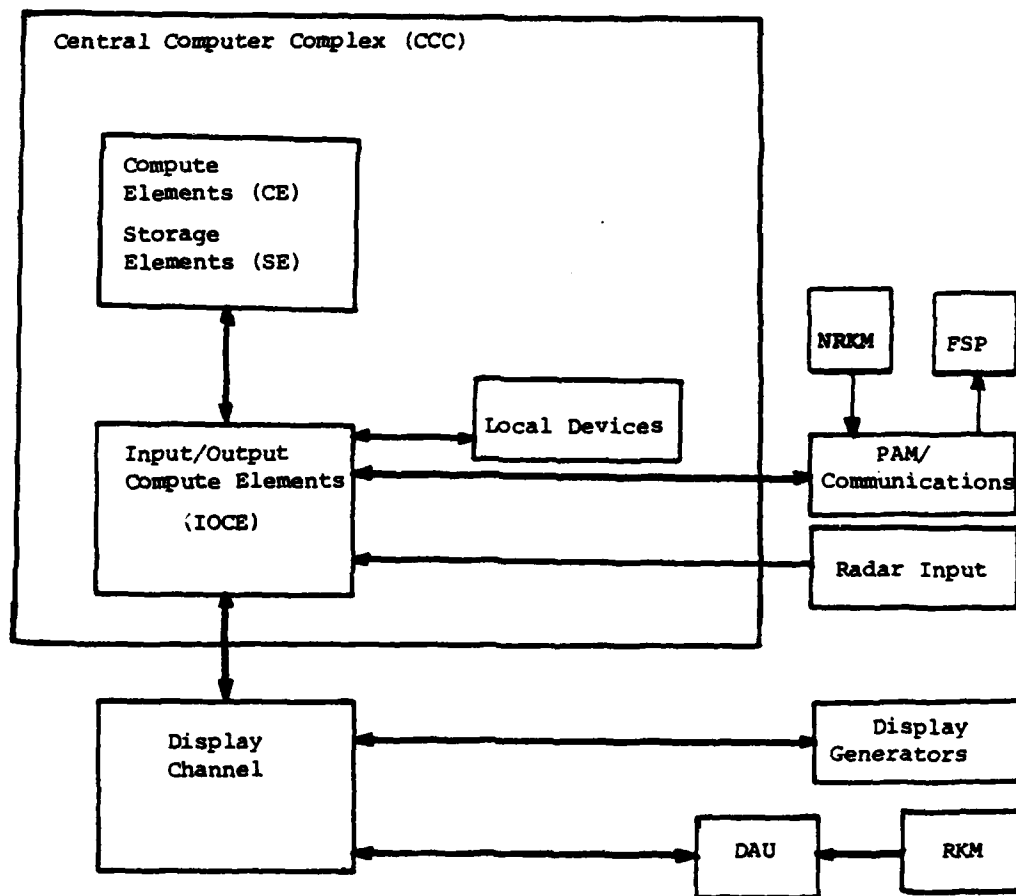 Central Computer Complex (CCC)
Compute
Elements (CE)
Storage
Elements (SE)
NRKM
FSP
Local Devices
Input/Output
Compute Elements
(IOCE)
PAM/
Communications
Radar Input
Display
Channel
Display
Generators
DAU
RKM